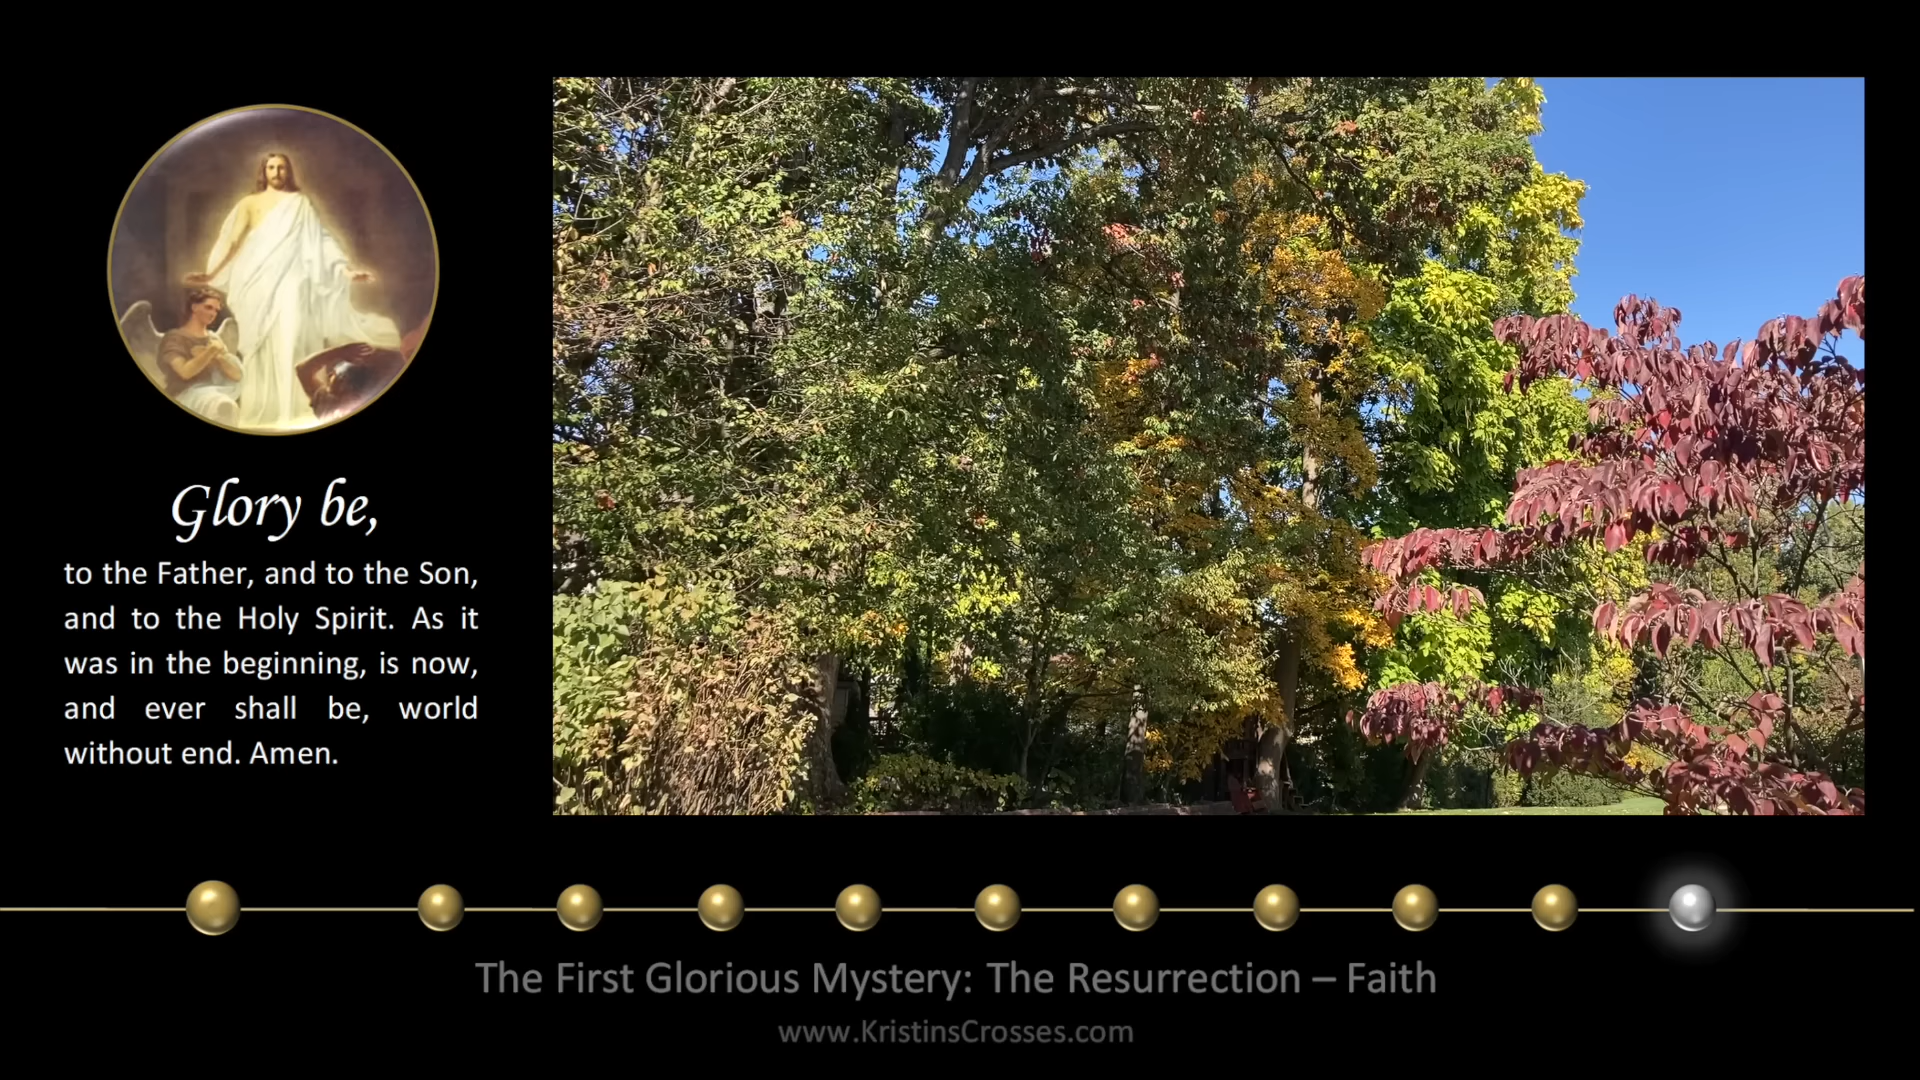 Glory be,
to the Father, and to the Son,
and to the Holy Spirit. As it
was in the beginning, is now,
and ever shall be, world
without end. Amen.
The First Glorious Mystery: The Resurrection – Faith
www.KristinsCrosses.com